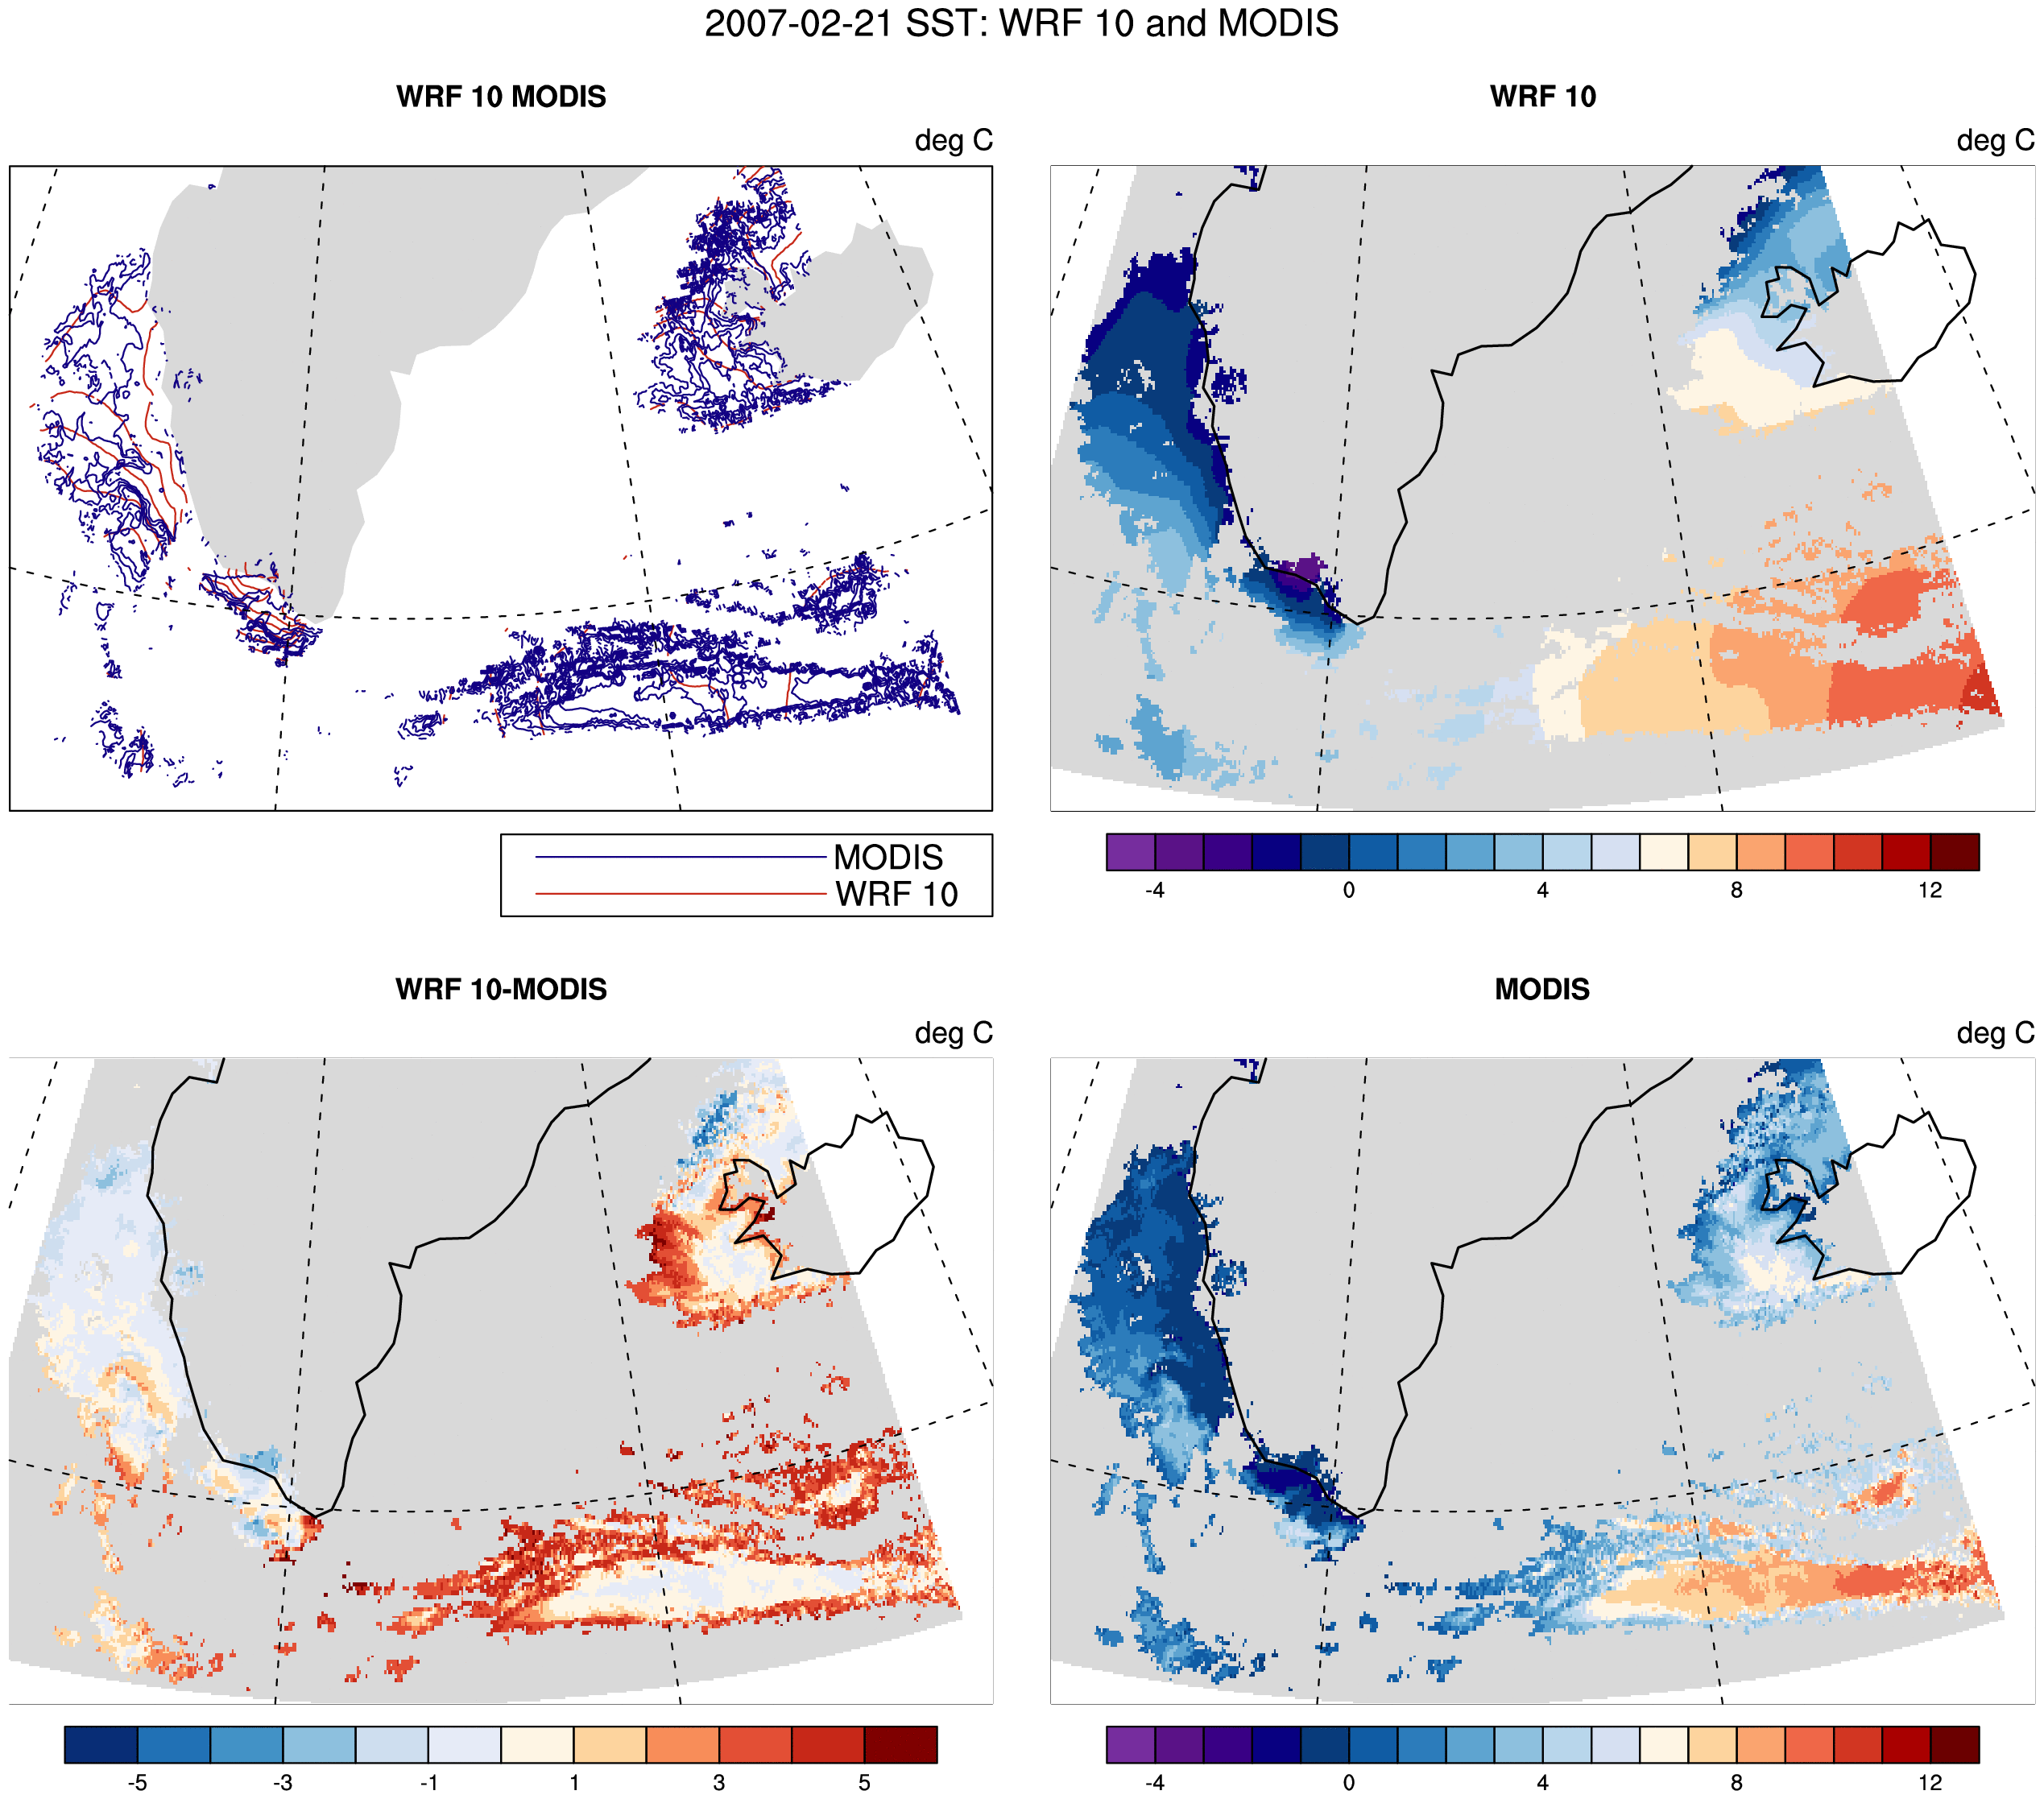 2007-02-21 SST: WRF 10 and MODIS
WRF 10 MODIS
deg C
MODIS
WRF 10
WRF 10
deg C
-4 0 4 8 12
WRF 10-MODIS
deg C
-5 -3 -1 1 3 5
MODIS
deg C
-4 0 4 8 12